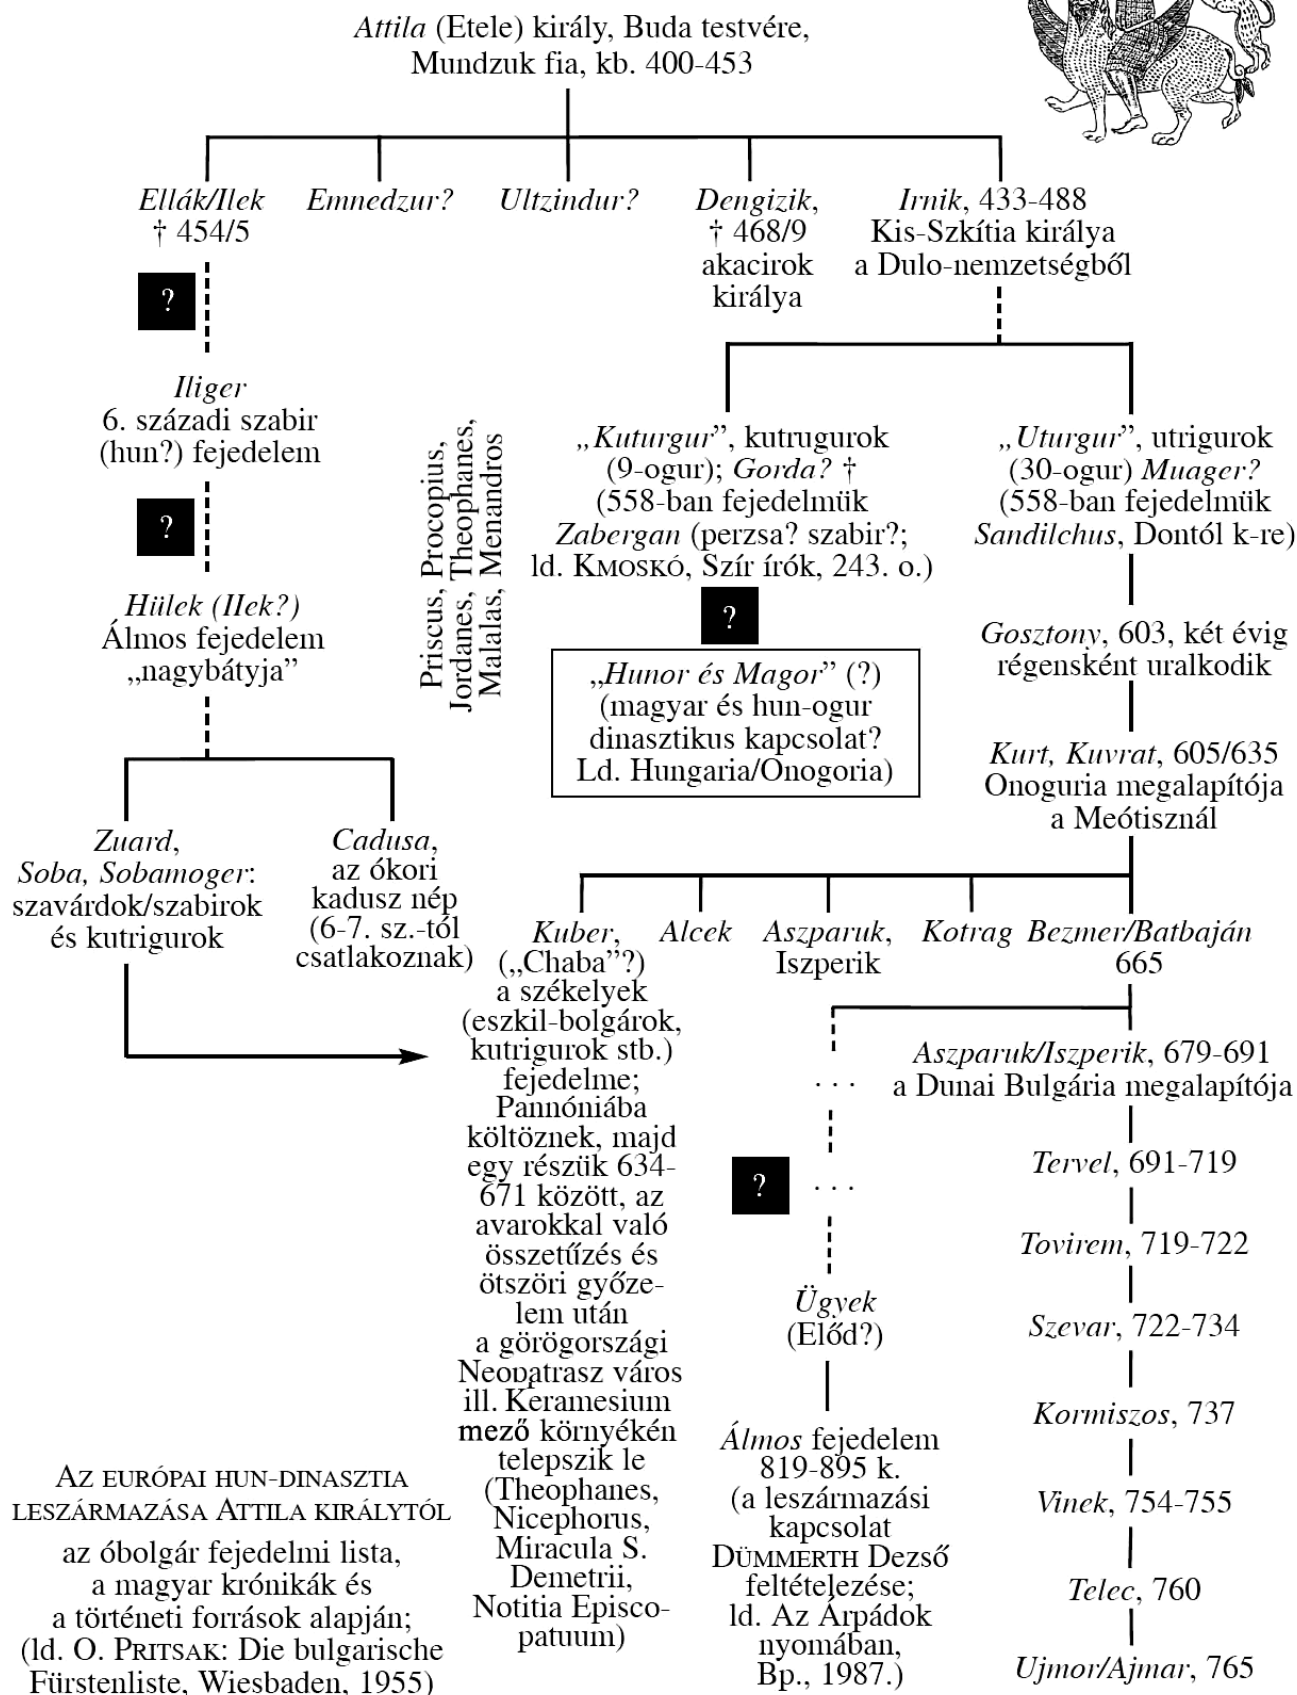 Attila (Etele) király, Buda testvére,
Mundzuk fia, kb. 400-453
Ellák/Ilek
† 454/5
Emnedzur?
Ultzindur?
Dengizik,
† 468/9
akacirok
királya
Irnik, 433-488
Kis-Szkítia királya
a Dulo-nemzetségből
?
Iliger
6. századi szabir
(hun?) fejedelem
?
Hülek (IIek?)
Álmos fejedelem
„nagybátyja”
Priscus, Procopius,
Jordanes, Theophanes,
Malalas, Menandros
„Kuturgur”, kutrugurok
(9-ogur); Gorda? †
(558-ban fejedelmük
Zabergan (perzsa? szabir?;
ld. KMOSKÓ, Szír írók, 243. o.)
„Uturgur”, utrigurok
(30-ogur) Muager?
(558-ban fejedelmük
Sandilchus, Dontól k-re)
?
„Hunor és Magor” (?)
(magyar és hun-ogur
dinasztikus kapcsolat?
Ld. Hungaria/Onogoria)
Gosztony, 603, két évig
régensként uralkodik
Kurt, Kuvrat, 605/635
Onoguria megalapítója
a Meótisznál
Zuard,
Soba, Sobamoger:
szavárdok/szabirok
és kutrigurok
Cadusa,
az ókori
kadusz nép
(6-7. sz.-tól
csatlakoznak)
Kuber,
(„Chaba”?)
a székelyek
(eszkil-bolgárok,
kutrigurok stb.)
fejedelme;
Pannóniába
költöznek, majd
egy részük 634-
671 között, az
avarokkal való
összetűzés és
ötszöri győze-
lem után
a görögországi
Neopatrasz város
ill. Keramesium
mező környékén
telepszik le
(Theophanes,
Nicephorus,
Miracula S.
Demetrii,
Notitia Episco-
patuum)
Alcek
Aszparuk,
Iszperik
Kotrag
Bezmer/Batbaján
665
. . .
?
. . .
Ügyek
(Előd?)
Álmos fejedelem
819-895 k.
(a leszármazási
kapcsolat
DÜMMERTH Dezső
feltételezése;
ld. Az Árpádok
nyomában,
Bp., 1987.)
Aszparuk/Iszperik, 679-691
a Dunai Bulgária megalapítója
Tervel, 691-719
Tovirem, 719-722
Szevar, 722-734
Kormiszos, 737
Vinek, 754-755
Telec, 760
Ujmor/Ajmar, 765
AZ EURÓPAI HUN-DINASZTIA
LESZÁRMAZÁSA ATTILA KIRÁLYTÓL
az óbolgár fejedelmi lista,
a magyar krónikák és
a történeti források alapján;
(ld. O. PRITSAK: Die bulgarische
Fürstenliste, Wiesbaden, 1955)